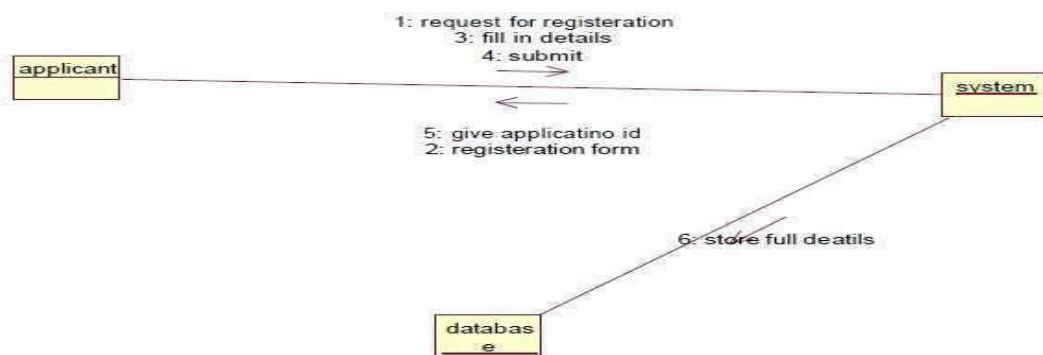 1: request for registeration
3: fill in details
4: submit
applicant
system
5: give applicatino id
2: registeration form
6: store full deatils
databas
e